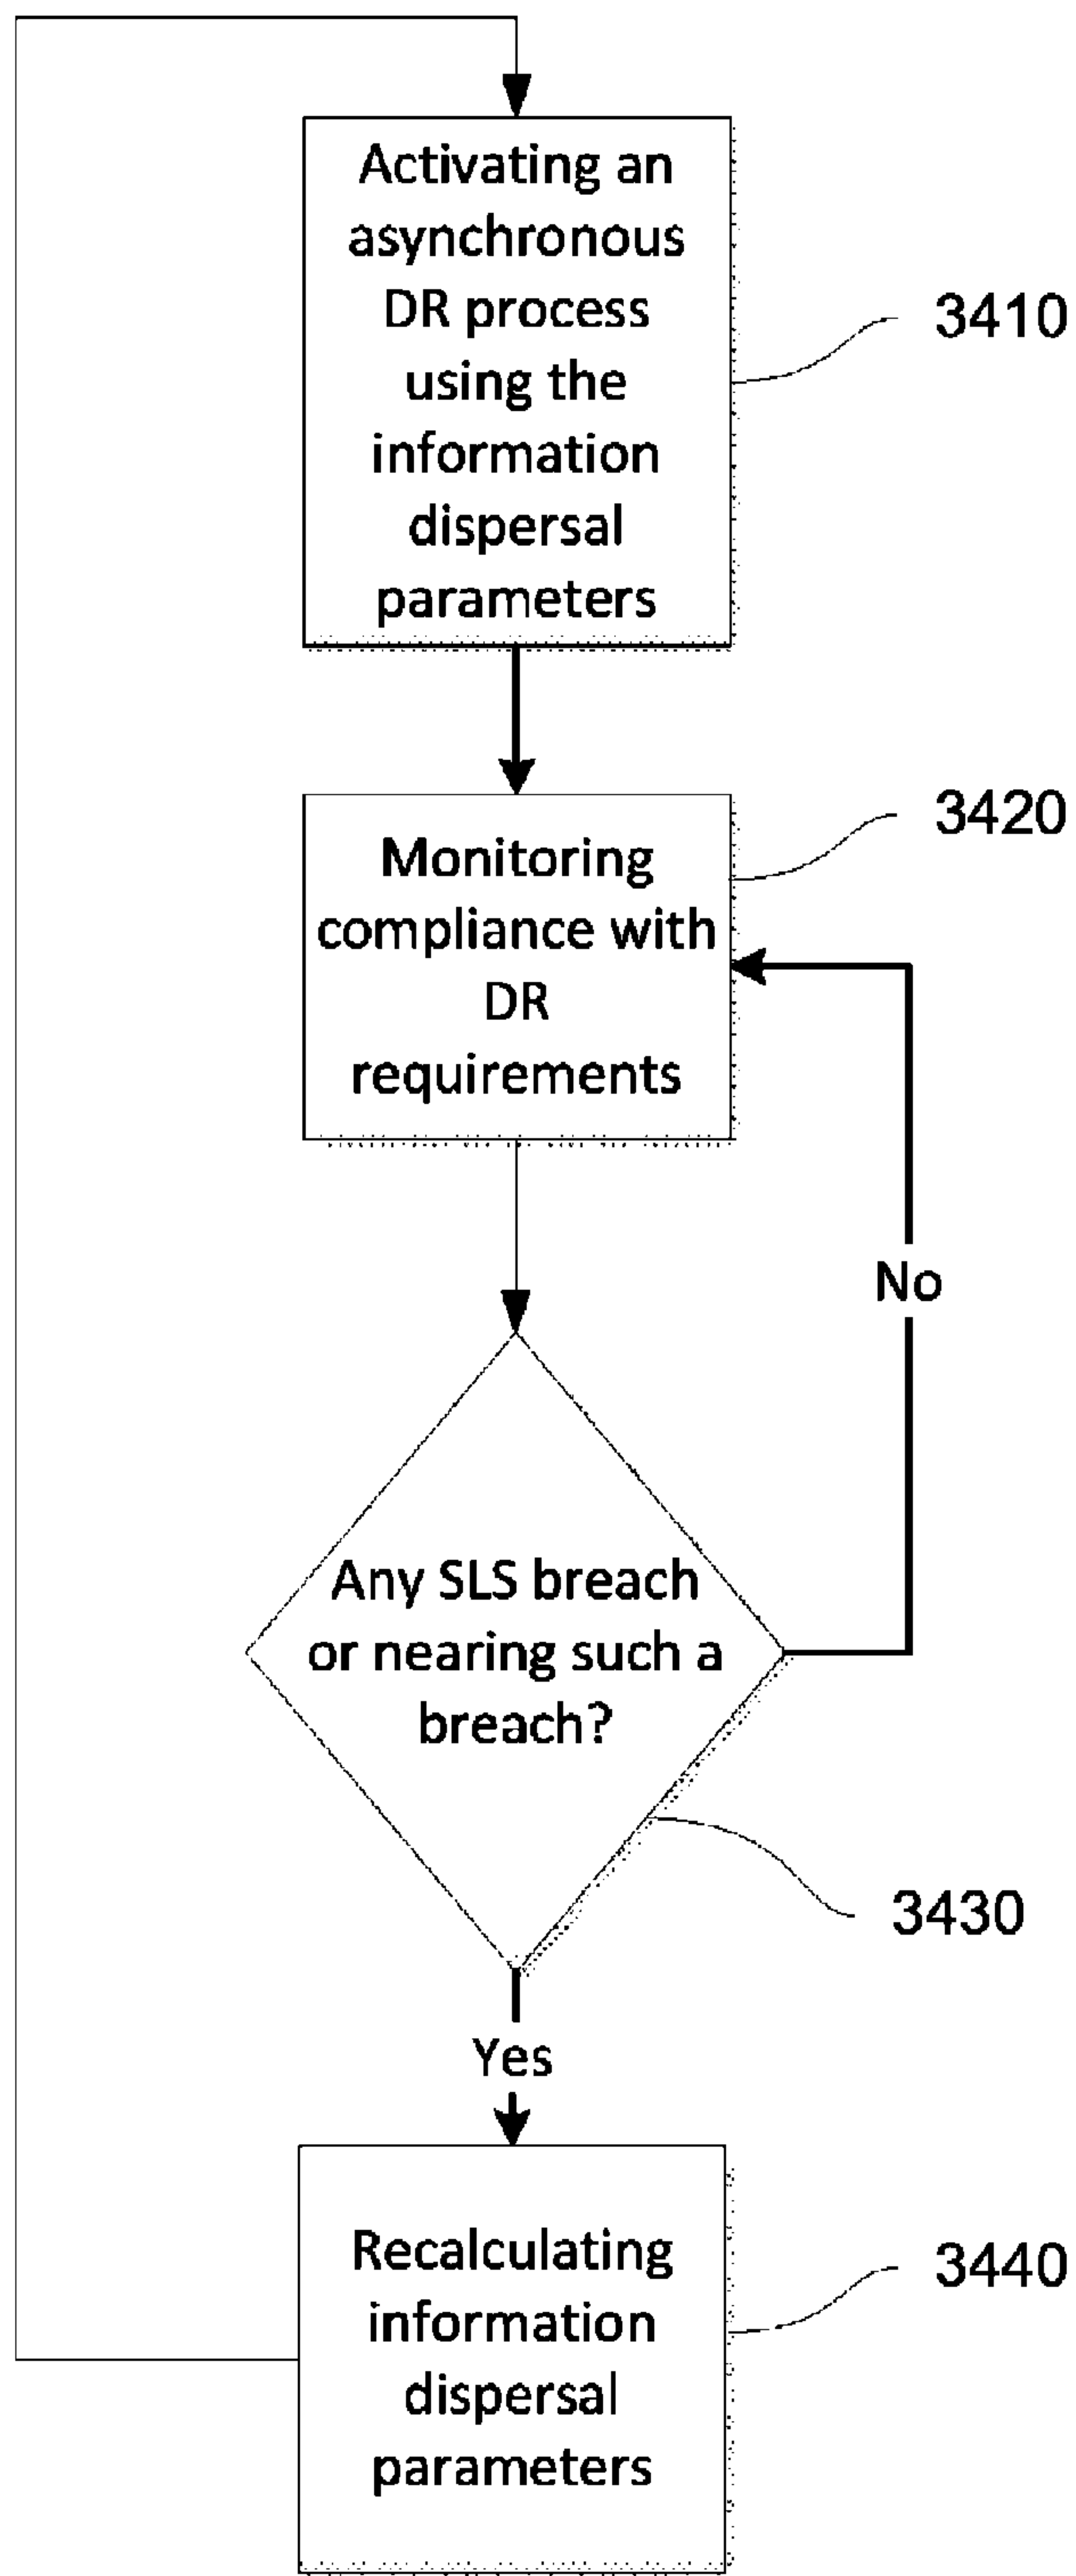 Activating an
asynchronous
DR process
using the
information
dispersal
parameters
3410
Monitoring
compliance with
DR
requirements
3420
No
Any SLS breach
or nearing such a
breach?
3430
Yes
Recalculating
information
dispersal
parameters
3440